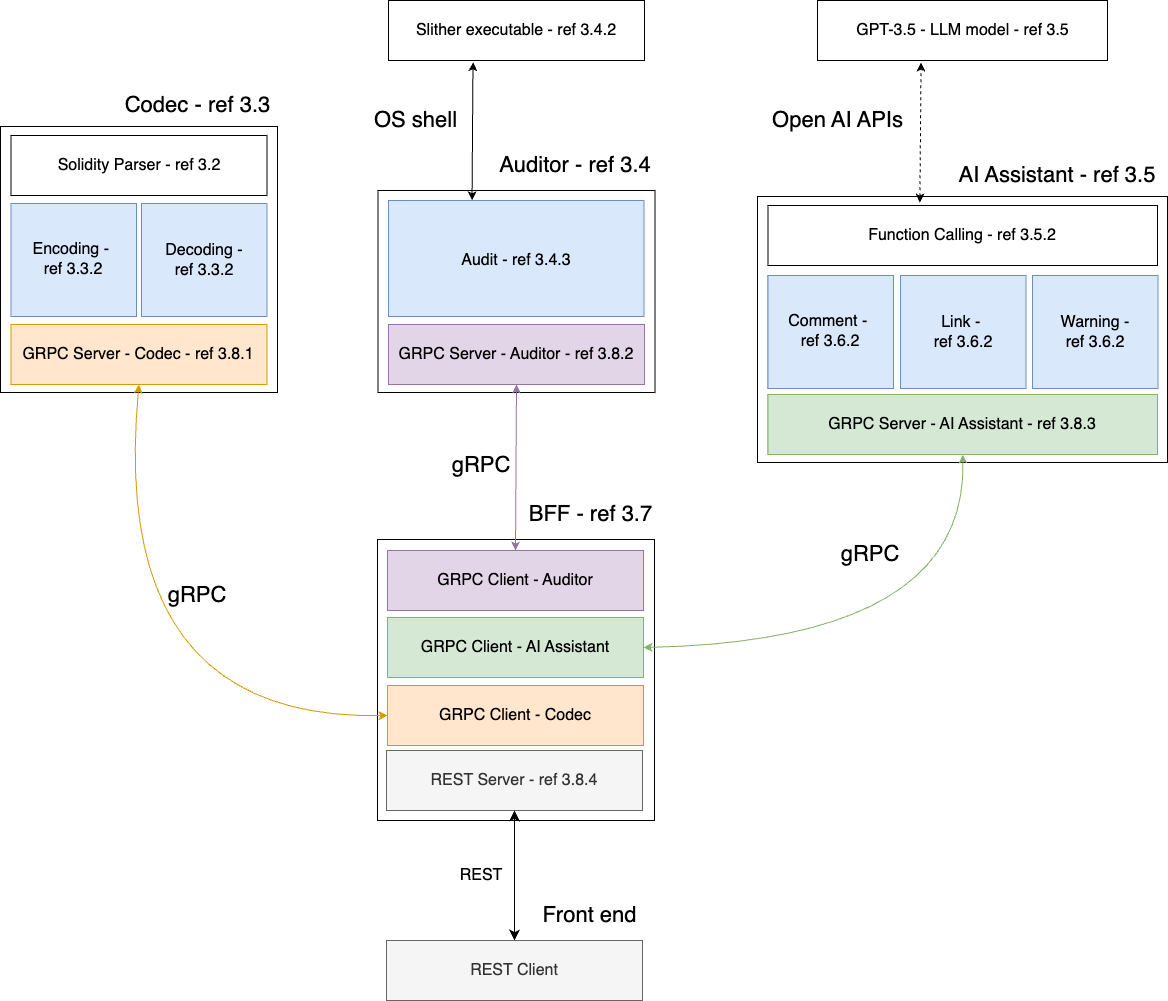 Slither executable - ref 3.4.2
GPT-3.5 - LLM model - ref 3.5
Codec - ref 3.3
OS shell
Open AI APIs
Solidity Parser - ref 3.2
Auditor - ref 3.4
AI Assistant - ref 3.5
Encoding -
ref 3.3.2
Decoding -
ref 3.3.2
Audit - ref 3.4.3
Function Calling - ref 3.5.2
Comment -
ref 3.6.2
Link -
ref 3.6.2
Warning -
ref 3.6.2
GRPC Server - Codec - ref 3.8.1
GRPC Server - Auditor - ref 3.8.2
GRPC Server - AI Assistant - ref 3.8.3
gRPC
BFF - ref 3.7
gRPC
gRPC
GRPC Client - Auditor
GRPC Client - AI Assistant
GRPC Client - Codec
REST Server - ref 3.8.4
REST
Front end
REST Client